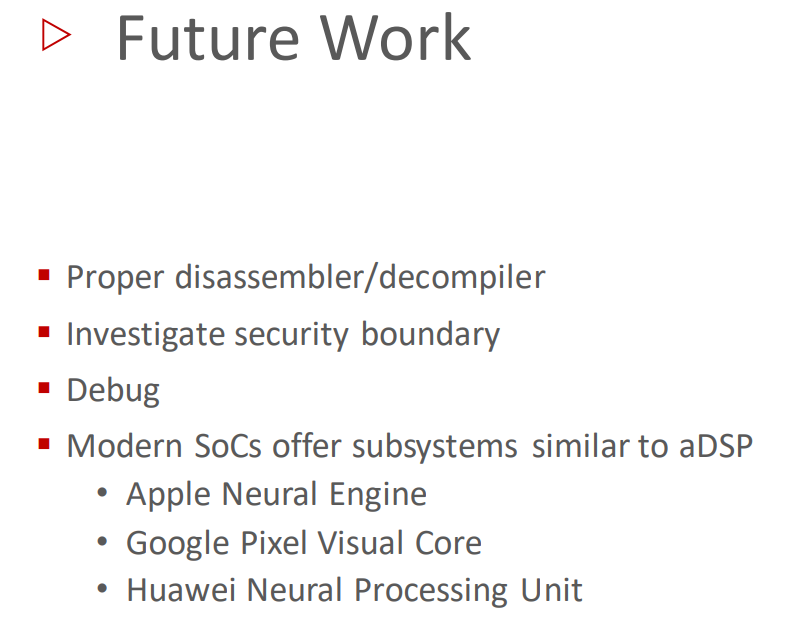 Future Work
Proper disassembler/decompiler
Investigate security boundary
Debug
Modern SoCs offer subsystems similar to aDSP
Apple Neural Engine
Google Pixel Visual Core
Huawei Neural Processing Unit